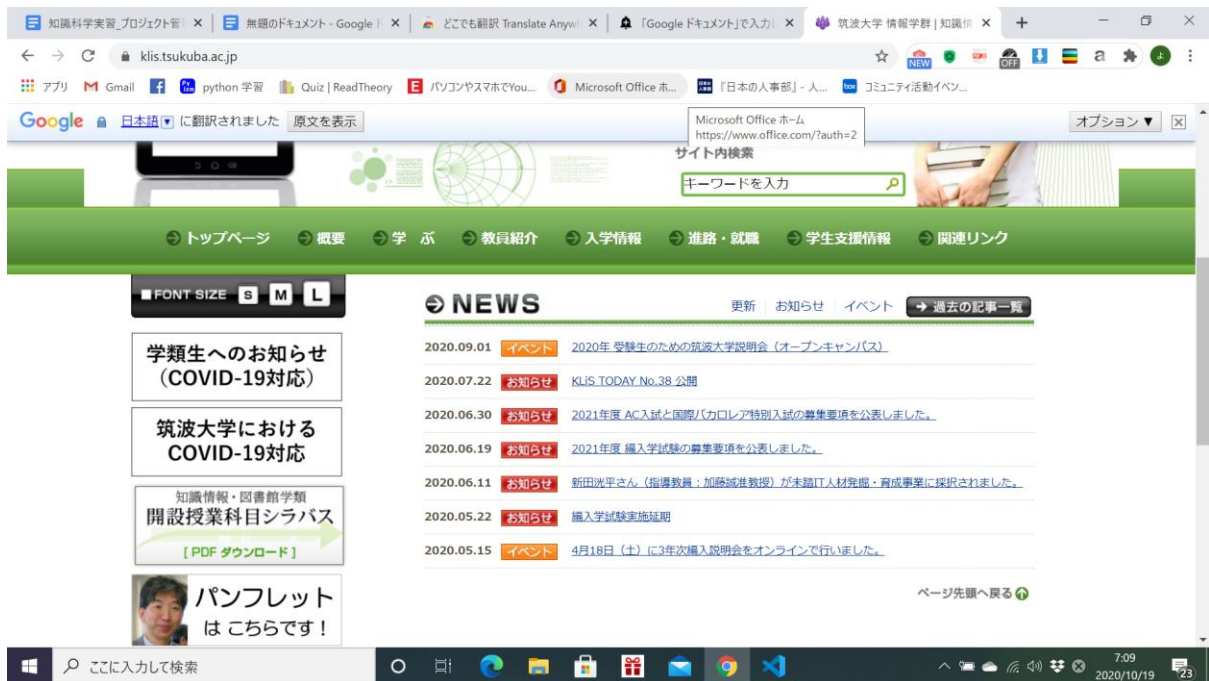 知識科学実習_プロジェクト管
無題のドキュメント - Google ド
どこでも翻訳 Translate Anyw
「Google ドキュメント」で入力し
筑波大学 情報学群 | 知識情
klis.tsukuba.ac.jp
NEW
OFF
アプリ
Gmail
python 学習
Quiz | ReadTheory
パソコンやスマホでYou...
Microsoft Office ホ...
『日本の人事部』 - 人...
コミュニティ活動イベン...
Google 日本語 に翻訳されました 原文を表示
オプション▼
Microsoft Office ホーム
https://www.office.com/?auth=2
サイト内検索
キーワードを入力
トップページ 概要 学 ぶ 教員紹介 入学情報 進路・就職 学生支援情報 関連リンク
■FONT SIZE S M L
学類生へのお知らせ
（COVID-19対応）
筑波大学における
COVID-19対応
知識情報・図書館学類
開設授業科目シラバス
[ PDF ダウンロード ]
パンフレット
は こちらです！
NEWS
更新 お知らせ イベント → 過去の記事一覧
2020.09.01 イベント 2020年 受験生のための筑波大学説明会（オープンキャンパス）
2020.07.22 お知らせ KLiS TODAY No.38 公開
2020.06.30 お知らせ 2021年度 AC入試と国際バカロレア特別入試の募集要項を公表しました。
2020.06.19 お知らせ 2021年度 編入学試験の募集要項を公表しました。
2020.06.11 お知らせ 新田洸平さん（指導教員：加藤誠准教授）が未踏IT人材発掘・育成事業に採択されました。
2020.05.22 お知らせ 編入学試験実施延期
2020.05.15 イベント 4月18日（土）に3年次編入説明会をオンラインで行いました。
ページ先頭へ戻る
ここに入力して検索
7:09
2020/10/19
23